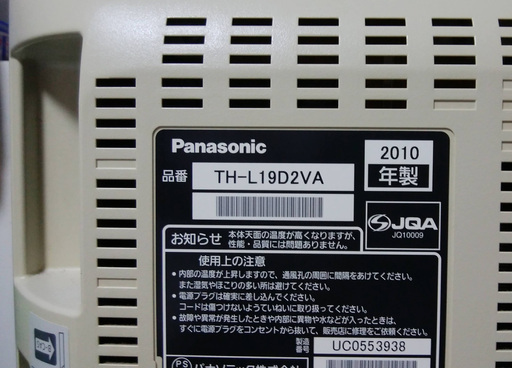 Panasonic
2010
年製
品番
TH-L19D2VA
JQA
JQ10009
お知らせ
本体天面の温度が高くなりますが、
性能・品質には問題ありません。
使用上の注意
•内部の温度が上昇しますので、通風孔の周囲に間隔をあけてください。
また湿気やほこりの多い所は避けてください。
•電源プラグは確実に差し込んでください。
コードは傷つけないようていねいに取り扱ってください。
•故障や異常が発生したときや内部に異物や水などが入ったときは、
すぐに電源プラグをコンセントから抜いて、販売店に修理をご依頼ください。
製造
番号
UC0553938
PS
パナソニック株式会社